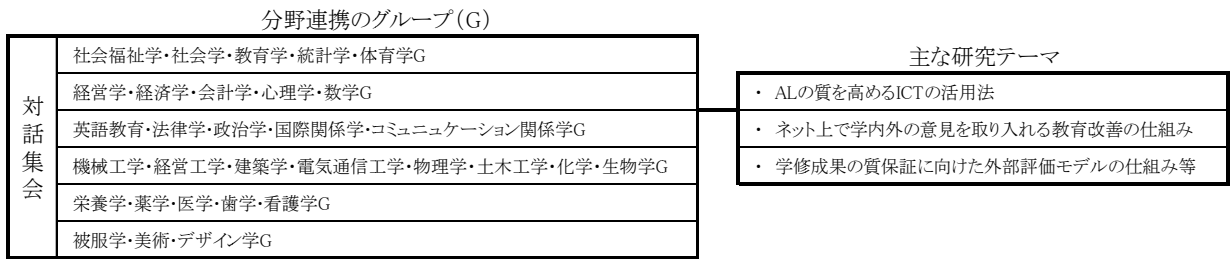 分野連携のグループ(G)
対話集会
社会福祉学・社会学・教育学・統計学・体育学G
経営学・経済学・会計学・心理学・数学G
英語教育・法律学・政治学・国際関係学・コミュニュケーション関係学G
機械工学・経営工学・建築学・電気通信工学・物理学・土木工学・化学・生物学G
栄養学・薬学・医学・歯学・看護学G
被服学・美術・デザイン学G
主な研究テーマ
・ ALの質を高めるICTの活用法
・ ネット上で学内外の意見を取り入れる教育改善の仕組み
・ 学修成果の質保証に向けた外部評価モデルの仕組み等